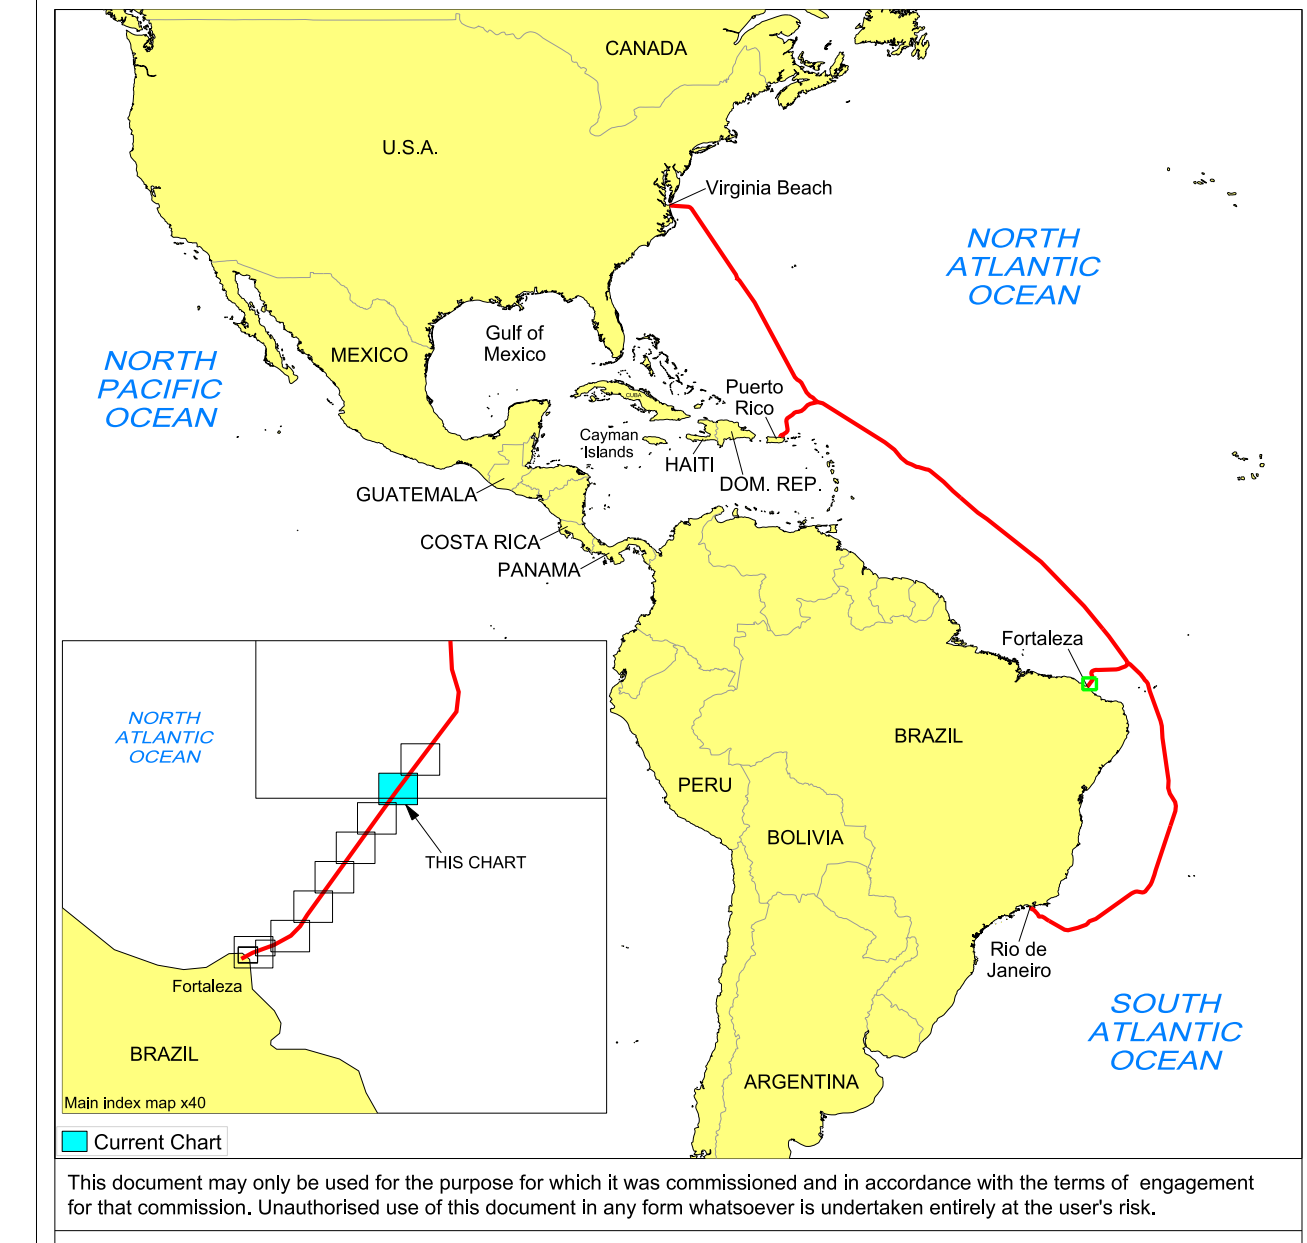 CANADA
U.S.A.
Virginia Beach
NORTH
ATLANTIC
OCEAN
NORTH
PACIFIC
OCEAN
Gulf of
Mexico
MEXICO
Puerto
Rico
CUBA
Cayman
Islands
HAITI
DOM. REP.
GUATEMALA
COSTA RICA
PANAMA
Fortaleza
BRAZIL
PERU
BOLIVIA
Rio de
Janeiro
SOUTH
ATLANTIC
OCEAN
ARGENTINA
NORTH
ATLANTIC
OCEAN
THIS CHART
Fortaleza
BRAZIL
Main index map x40
Current Chart
This document may only be used for the purpose for which it was commissioned and in accordance with the terms of engagement
for that commission. Unauthorised use of this document in any form whatsoever is undertaken entirely at the user's risk.